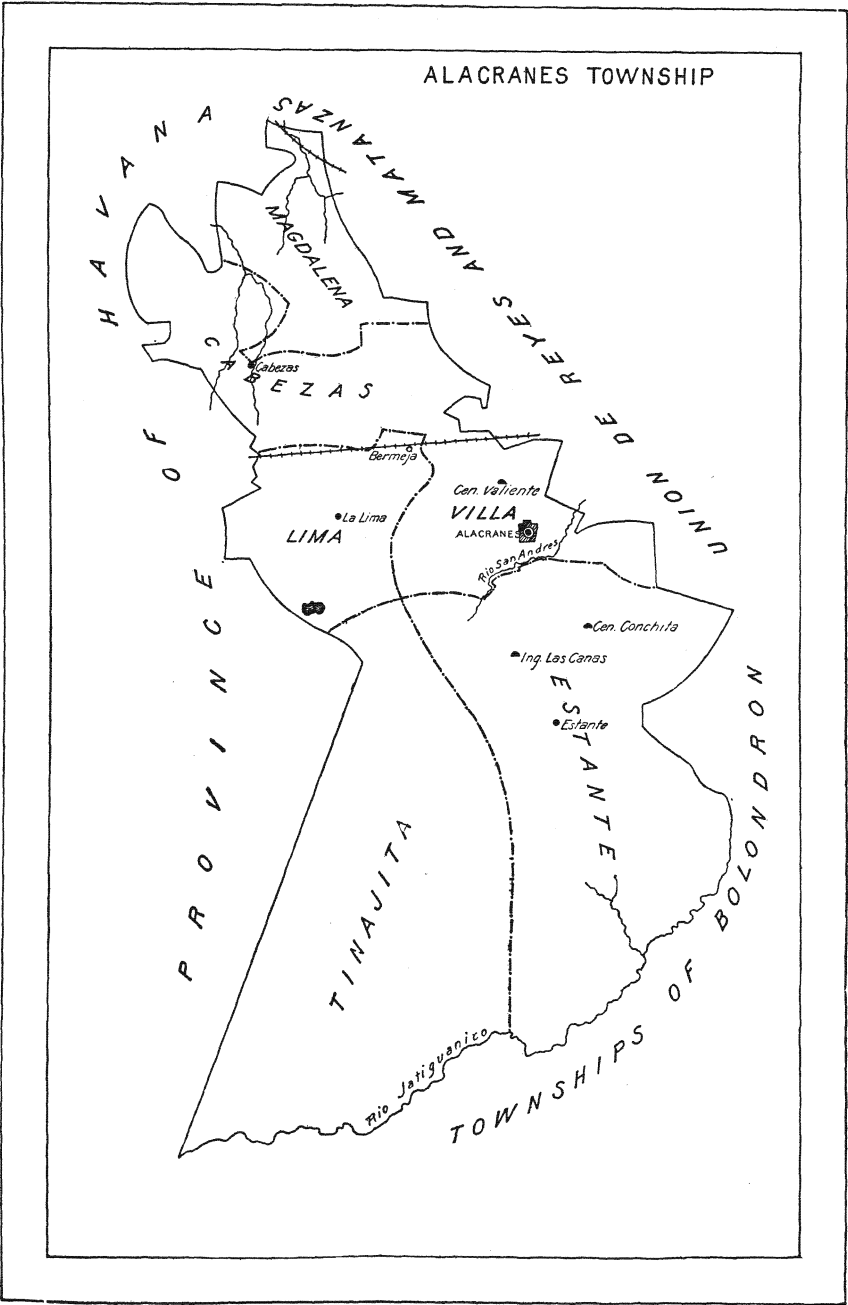 ALACRANES TOWNSHIP
PROVINCE OF HAVANA
UNION DE REYES AND MATANZAS
MAGDALENA
CABEZAS
Cabezas
Bermeja
Cen. Valiente
La Lima
VILLA
LIMA
ALACRANES
Rio San Andres
Cen. Conchita
Ing. Las Canas
ESTANTE
Estante
TINAJITA
Rio Jatiguanico
TOWNSHIPS OF BOLONDRON